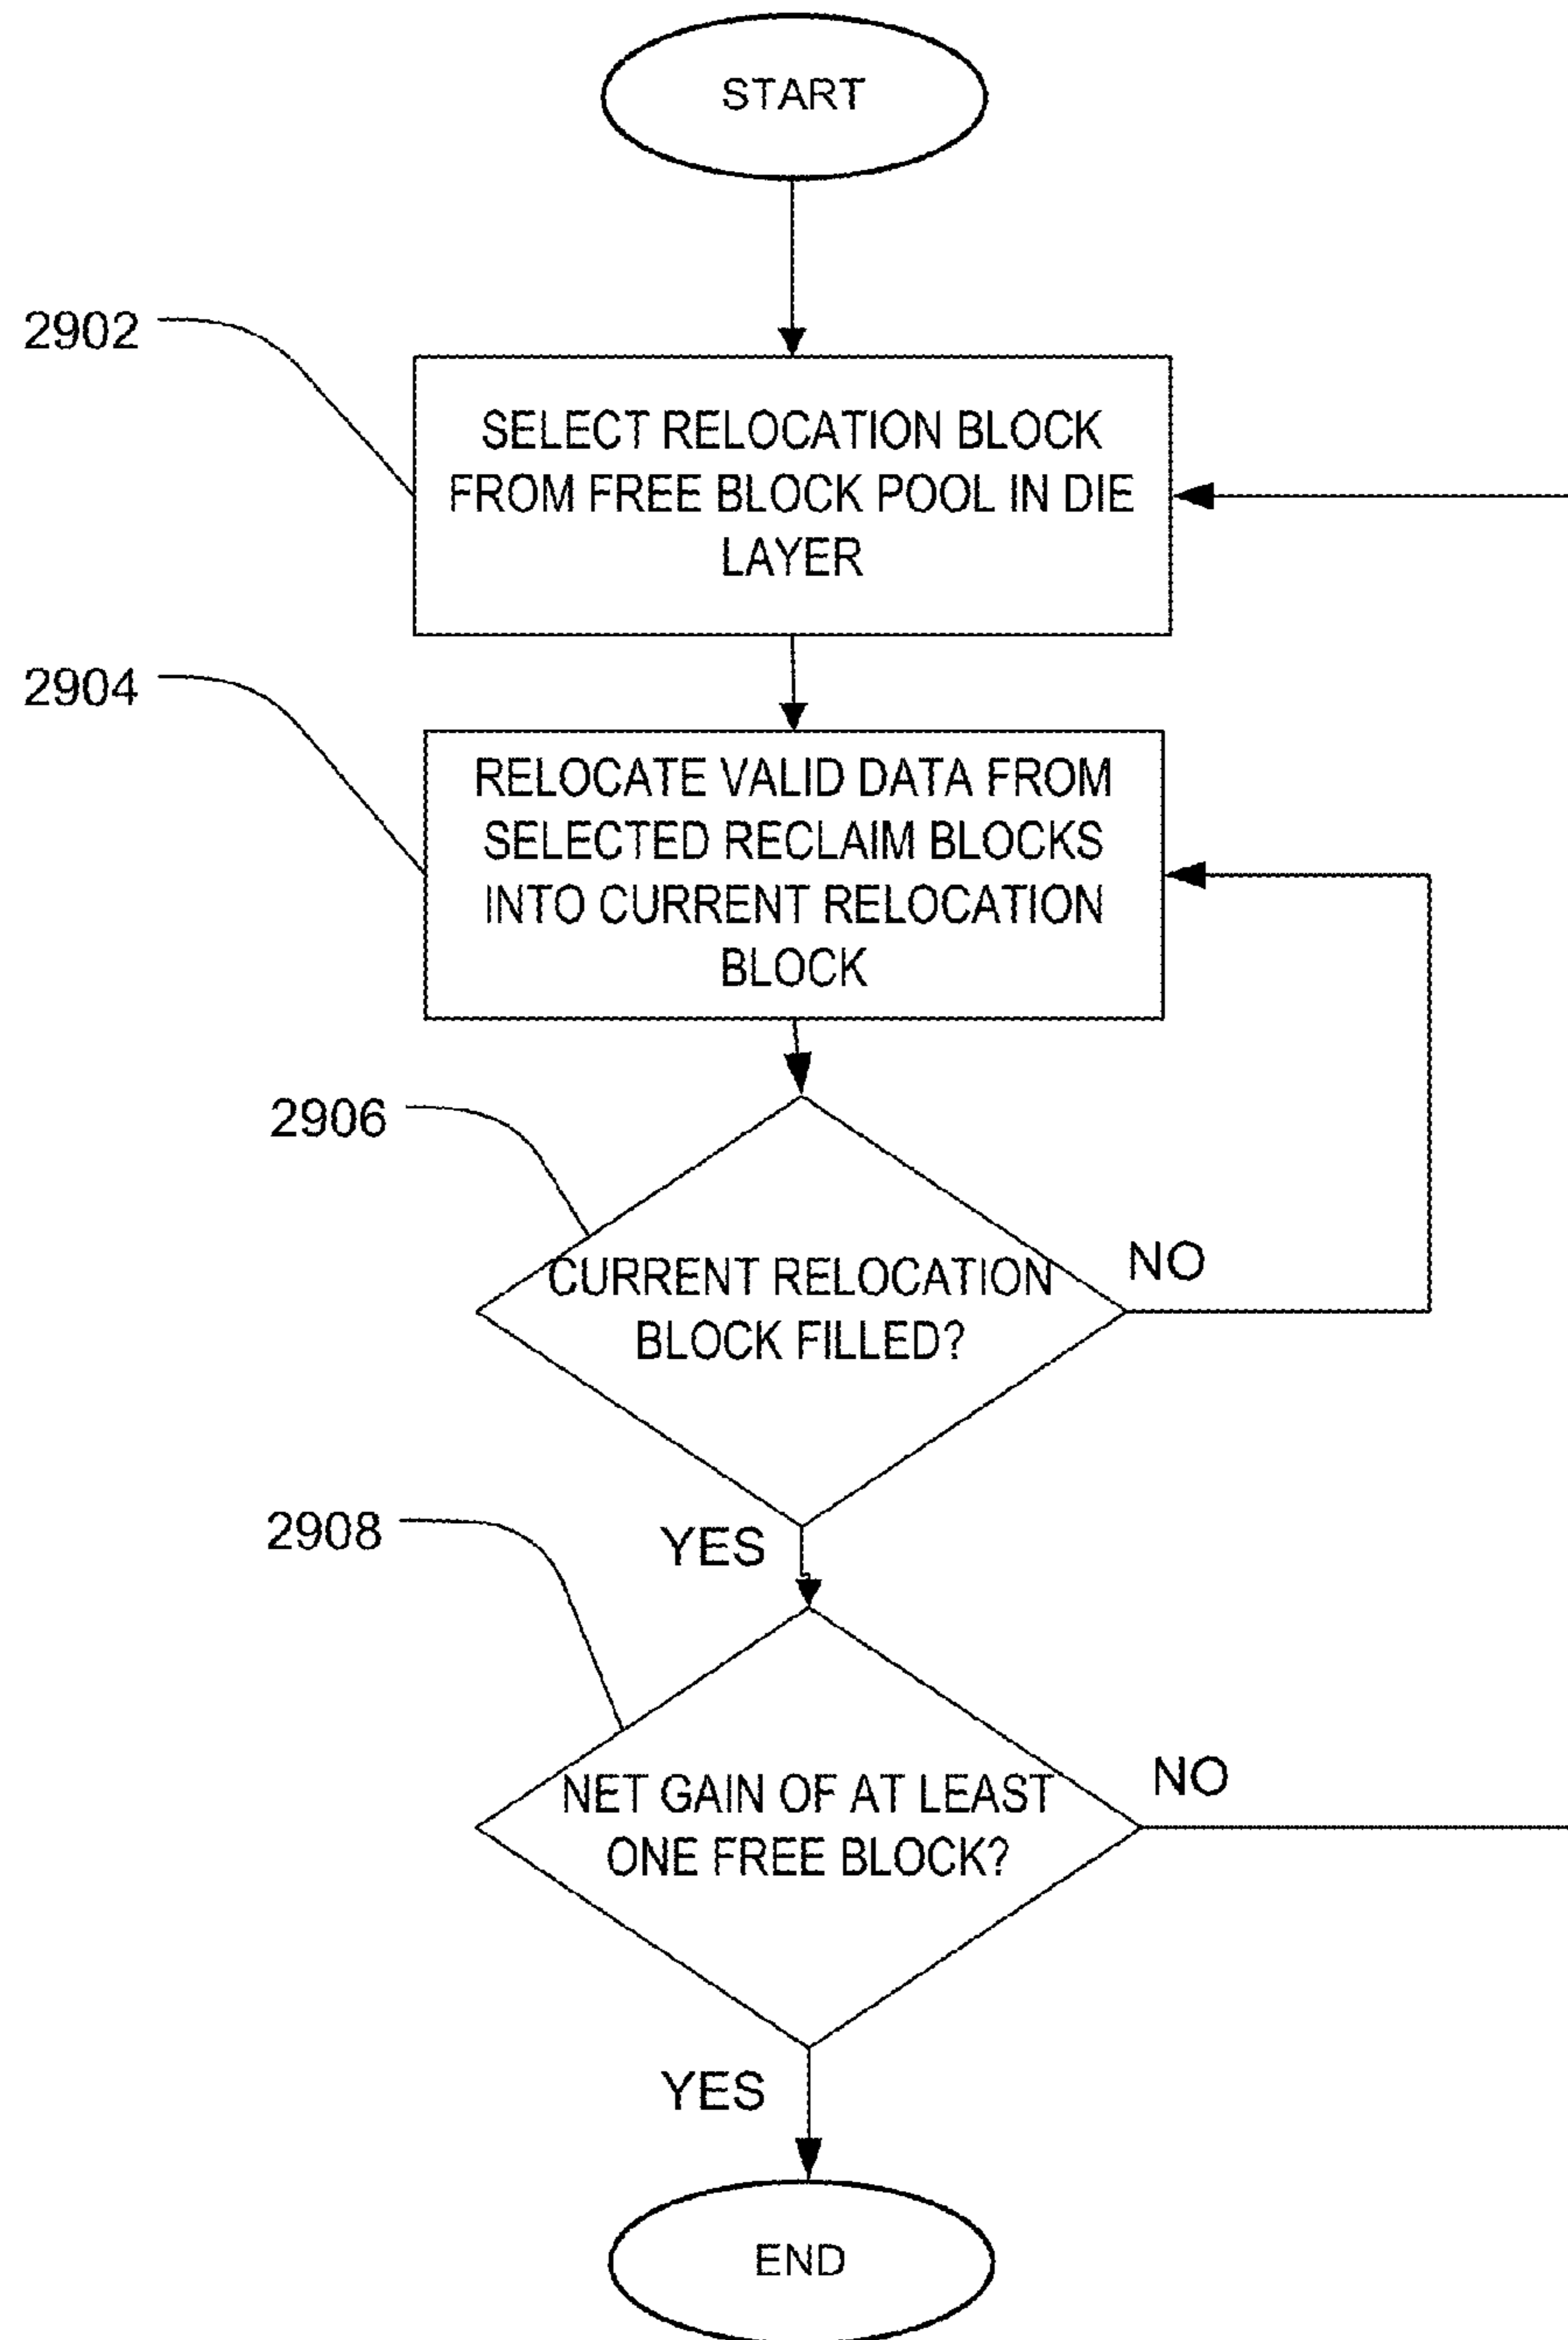 START
2902
SELECT RELOCATION BLOCK
FROM FREE BLOCK POOL IN DIE
LAYER
2904
RELOCATE VALID DATA FROM
SELECTED RECLAIM BLOCKS
INTO CURRENT RELOCATION
BLOCK
2906
CURRENT RELOCATION
BLOCK FILLED?
NO
YES
2908
NET GAIN OF AT LEAST
ONE FREE BLOCK?
NO
YES
END